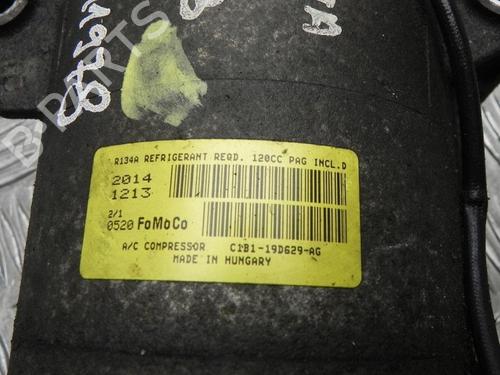 R134A REFRIGERANT REQD. 120CC PAG INCL.D
2014
1213
2/1
0520 FoMoCo
A/C COMPRESSOR C1B1-19D629-AG
MADE IN HUNGARY